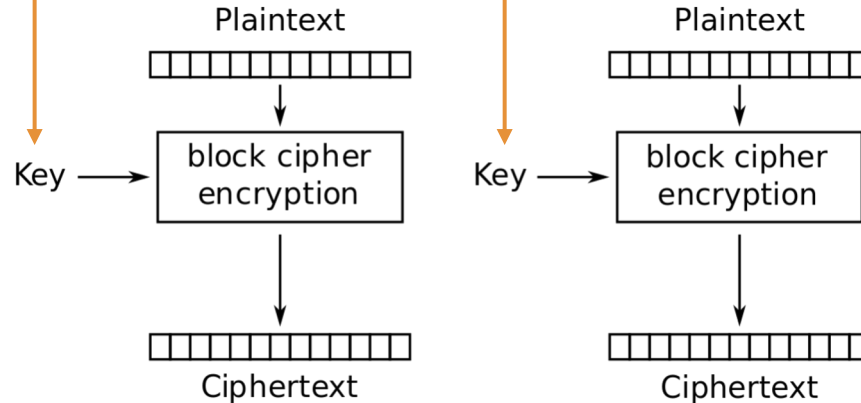 Plaintext
Key
block cipher
encryption
Ciphertext
Plaintext
Key
block cipher
encryption
Ciphertext